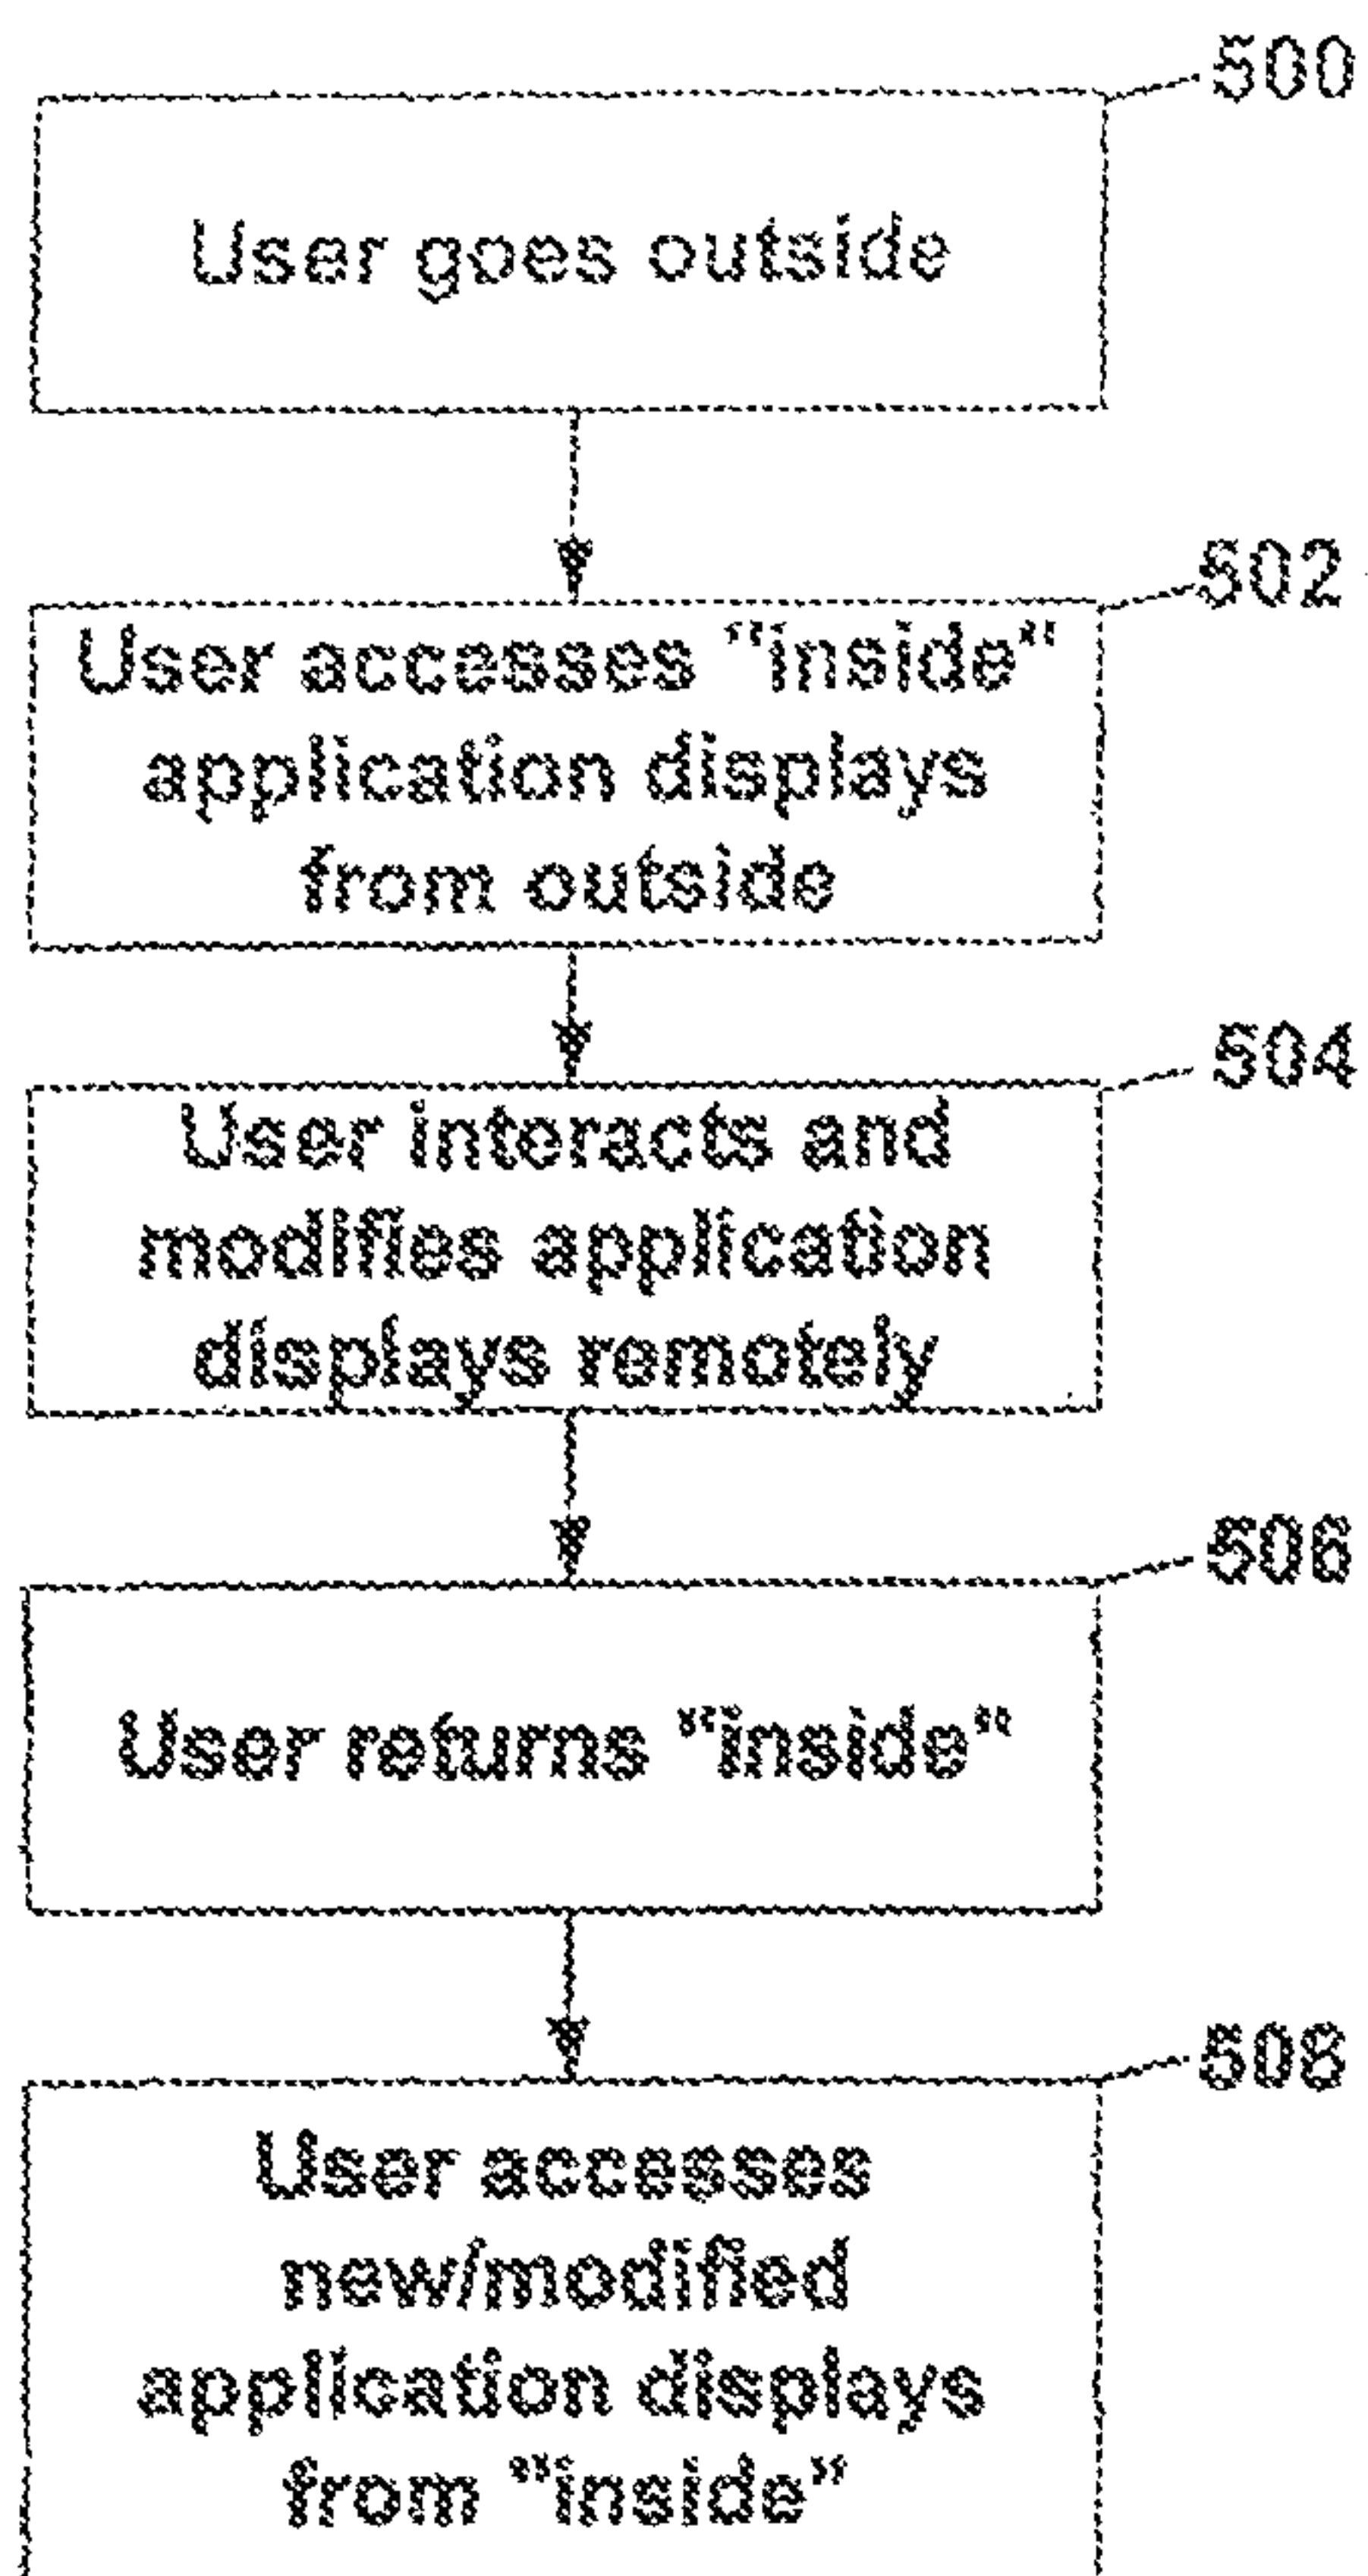 500
User goes outside
502
User accesses "inside"
application displays
from outside
504
User interacts and
modifies application
displays remotely
506
User returns "inside"
508
User accesses
new/modified
application displays
from "inside"